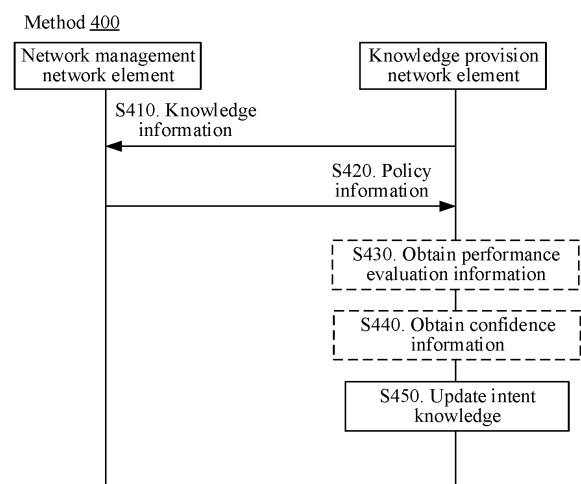 Method 400
Network management
network element
Knowledge provision
network element
S410. Knowledge
information
S420. Policy
information
S430. Obtain performance
evaluation information
S440. Obtain confidence
information
S450. Update intent
knowledge